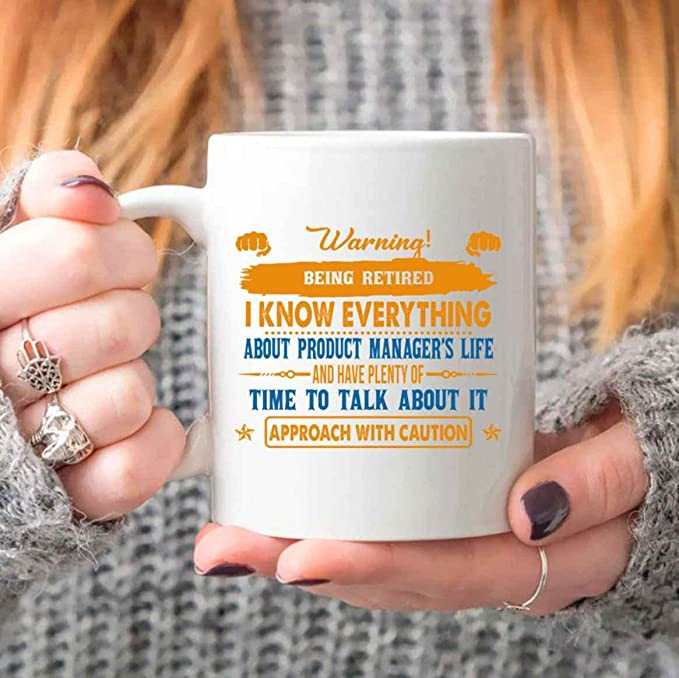 Warning!
BEING RETIRED
I KNOW EVERYTHING
ABOUT PRODUCT MANAGER'S LIFE
AND HAVE PLENTY OF
TIME TO TALK ABOUT IT
APPROACH WITH CAUTION